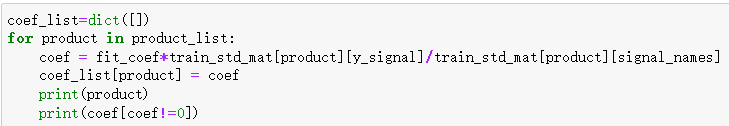 coef_list=dict([])
for product in product_list:
    coef = fit_coef*train_std_mat[product][y_signal]/train_std_mat[product][signal_names]
    coef_list[product] = coef
    print(product)
    print(coef[coef!=0])